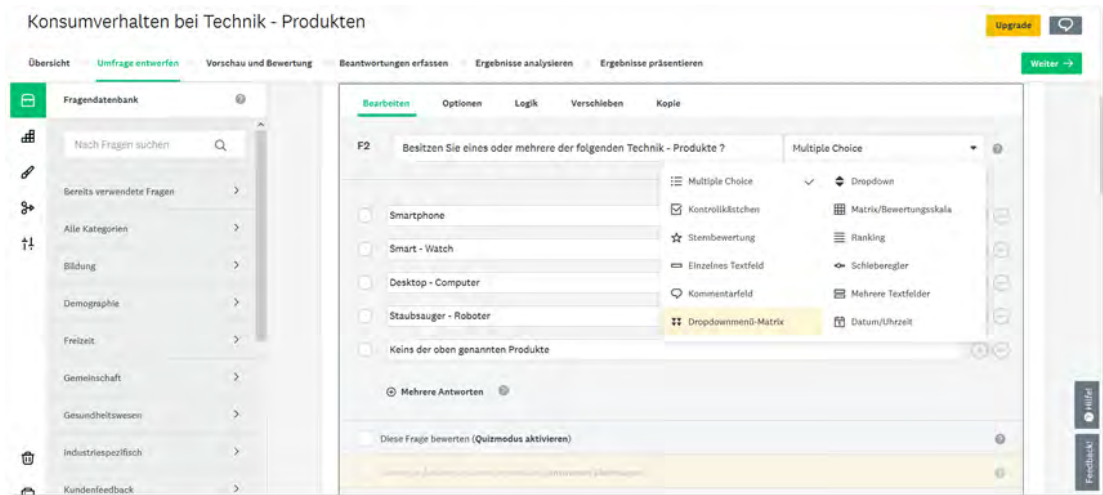 Konsumverhalten bei Technik - Produkten
Upgrade
Übersicht Umfrage entwerfen Vorschau und Bewertung Beantwortungen erfassen Ergebnisse analysieren Ergebnisse präsentieren Weiter →
Fragendatenbank
Bearbeiten Optionen Logik Verschieben Kopie
Nach Fragen suchen
F2 Besitzen Sie eines oder mehrere der folgenden Technik - Produkte ? Multiple Choice
Bereits verwendete Fragen
Alle Kategorien
Bildung
Demographie
Freizeit
Gemeinschaft
Gesundheitswesen
Industriespezifisch
Kundenfeedback
Smartphone
Smart - Watch
Desktop - Computer
Staubsauger - Roboter
Keins der oben genannten Produkte
Multiple Choice Dropdown
Kontrollkästchen Matrix/Bewertungsskala
Sternbewertung Ranking
Einzelnes Textfeld Schieberegler
Kommentarfeld Mehrere Textfelder
Dropdownmenü-Matrix Datum/Uhrzeit
Mehrere Antworten
Diese Frage bewerten (Quizmodus aktivieren)
Hilfe!
Feedback!